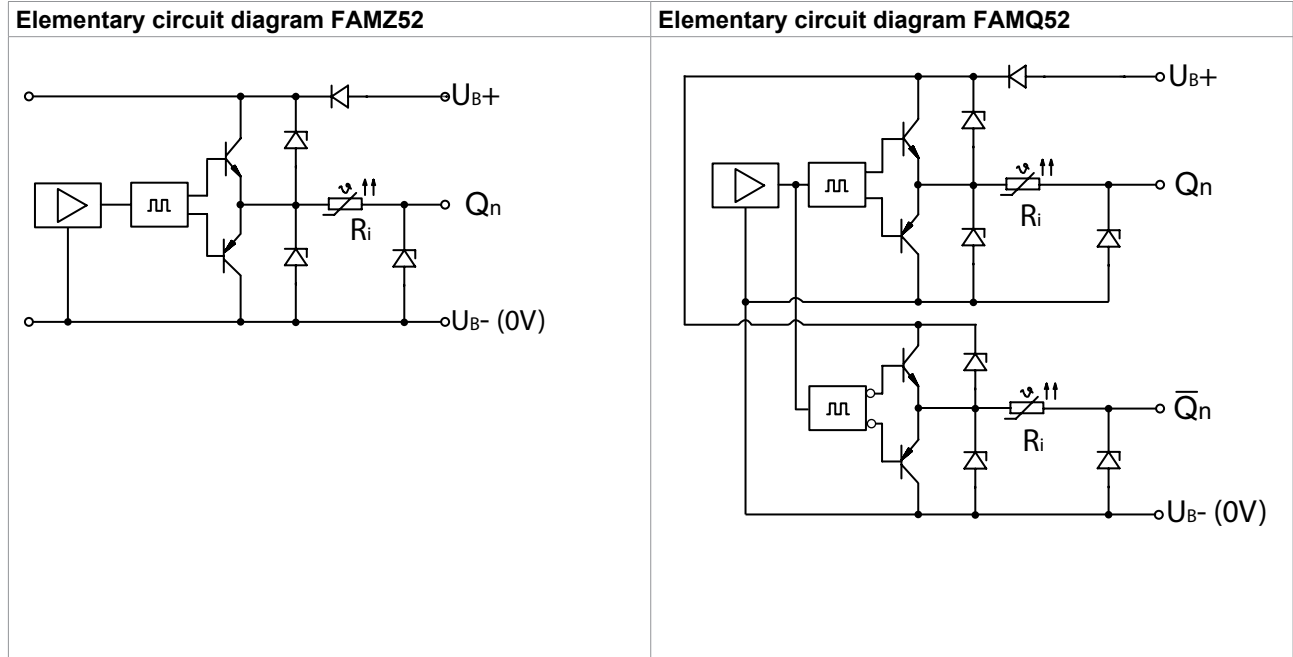 Elementary circuit diagram FAMZ52
UB+
Qn
Ri
UB- (0V)
Elementary circuit diagram FAMQ52
UB+
ϑ
Qn
Ri
ϑ
Q̅n
Ri
UB- (0V)